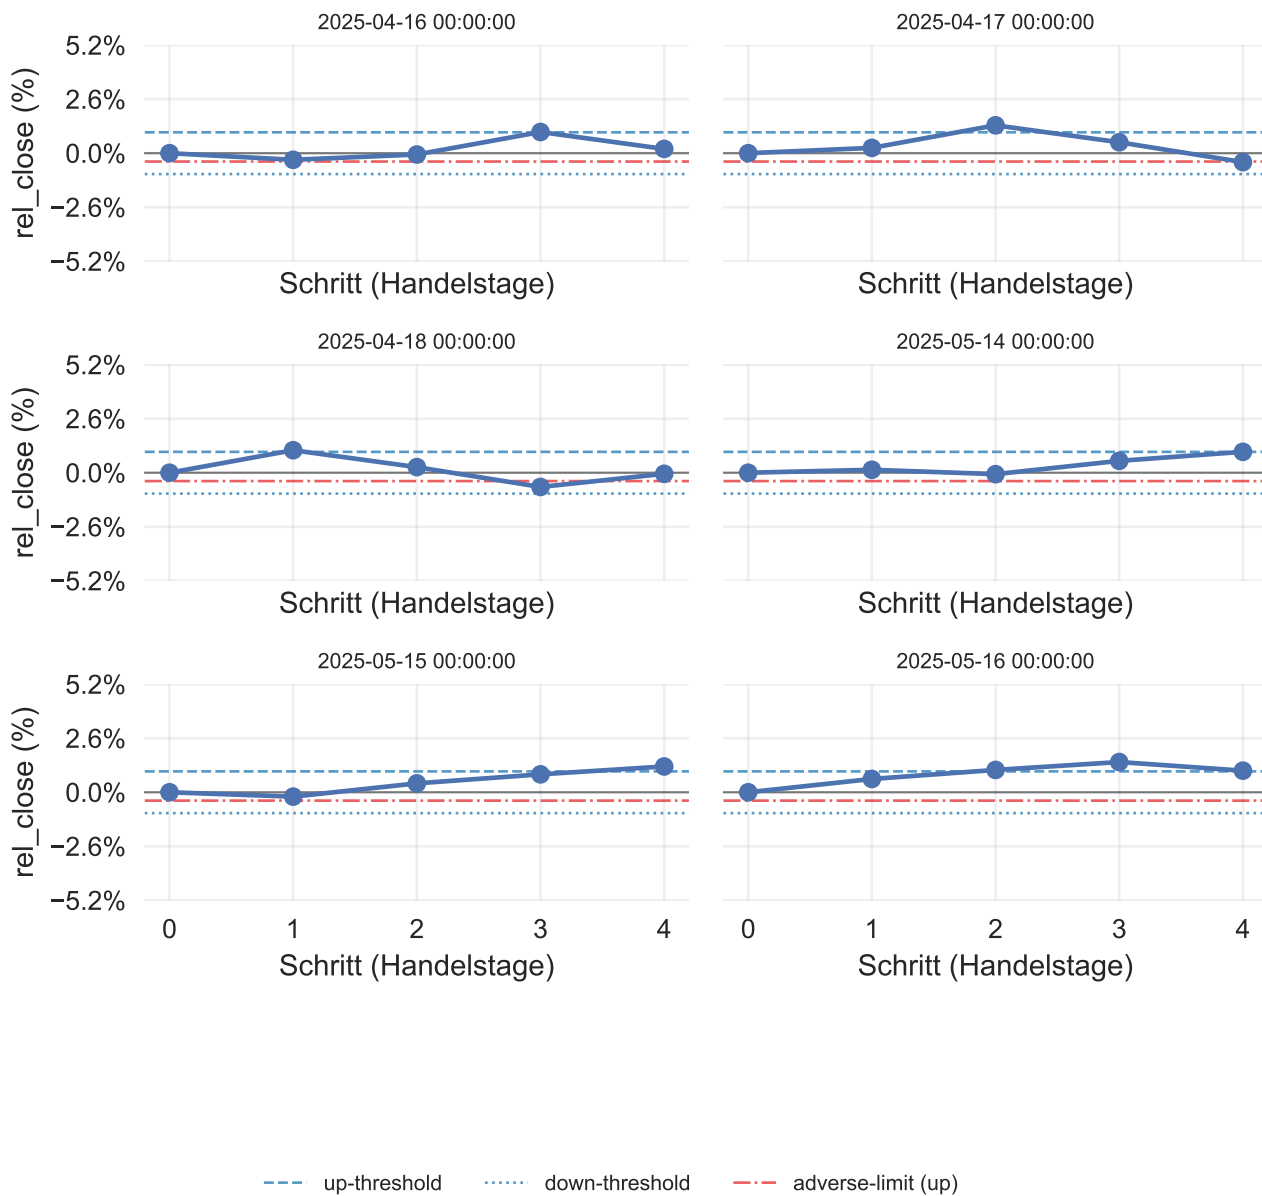 2025-04-16 00:00:00
2025-04-17 00:00:00
rel_close (%)
5.2%
2.6%
0.0%
−2.6%
−5.2%
Schritt (Handelstage)
Schritt (Handelstage)
2025-04-18 00:00:00
2025-05-14 00:00:00
rel_close (%)
5.2%
2.6%
0.0%
−2.6%
−5.2%
Schritt (Handelstage)
Schritt (Handelstage)
2025-05-15 00:00:00
2025-05-16 00:00:00
rel_close (%)
5.2%
2.6%
0.0%
−2.6%
−5.2%
0 1 2 3 4
0 1 2 3 4
Schritt (Handelstage)
Schritt (Handelstage)
up-threshold down-threshold adverse-limit (up)